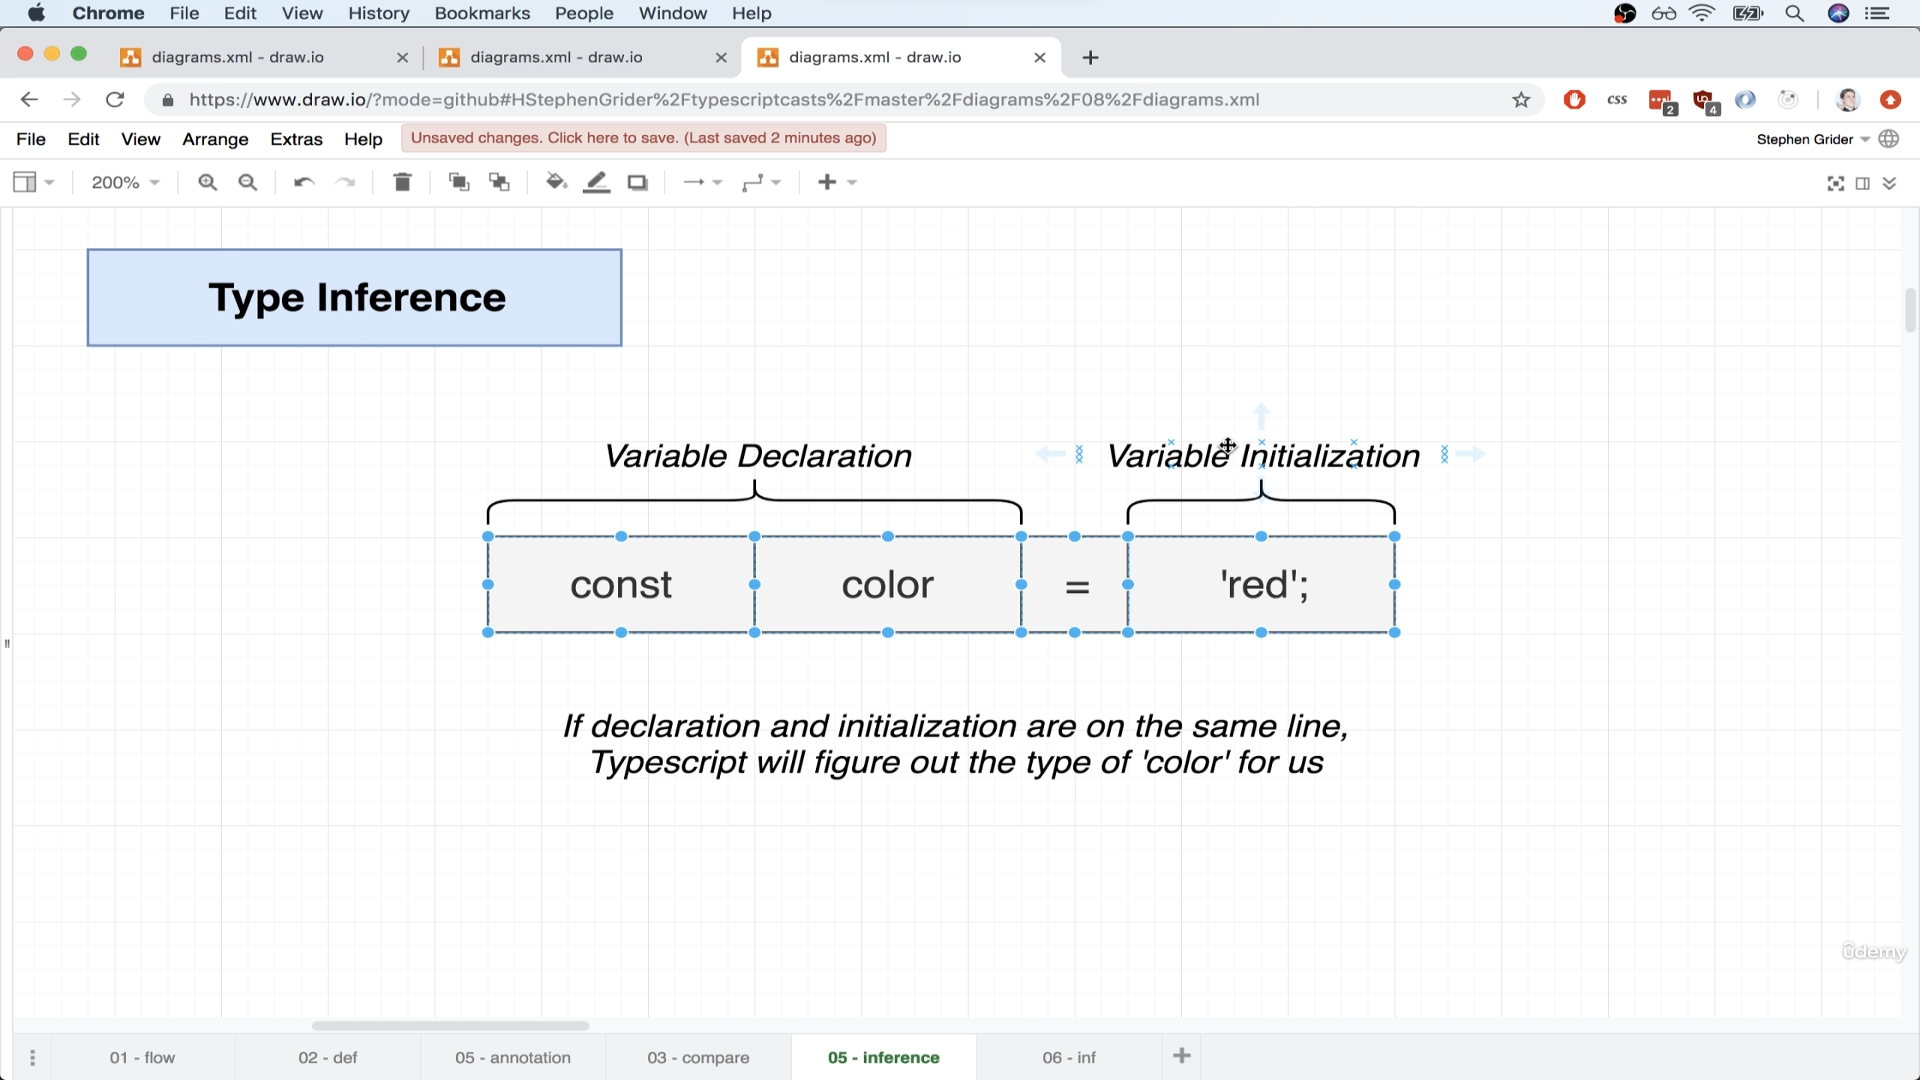 Chrome File Edit View History Bookmarks People Window Help
diagrams.xml - draw.io diagrams.xml - draw.io diagrams.xml - draw.io
https://www.draw.io/?mode=github#HStephenGrider%2Ftypescriptcasts%2Fmaster%2Fdiagrams%2F08%2Fdiagrams.xml css 2 4
File Edit View Arrange Extras Help Unsaved changes. Click here to save. (Last saved 2 minutes ago) Stephen Grider
200%
Type Inference
Variable Declaration Variable Initialization
const color = 'red';
If declaration and initialization are on the same line,
Typescript will figure out the type of 'color' for us
ûdemy
01 - flow 02 - def 05 - annotation 03 - compare 05 - inference 06 - inf